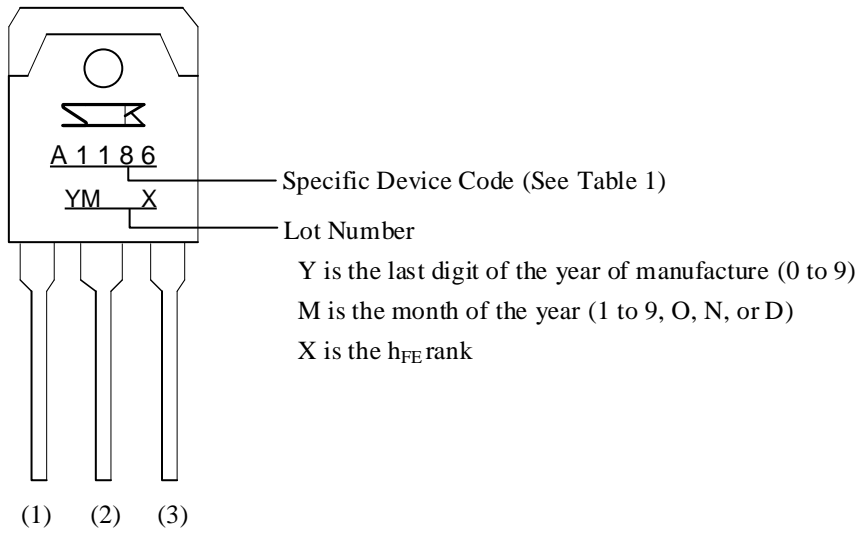 A1186
Specific Device Code (See Table 1)
YM X
Lot Number
Y is the last digit of the year of manufacture (0 to 9)
M is the month of the year (1 to 9, O, N, or D)
X is the hFE rank
(1) (2) (3)